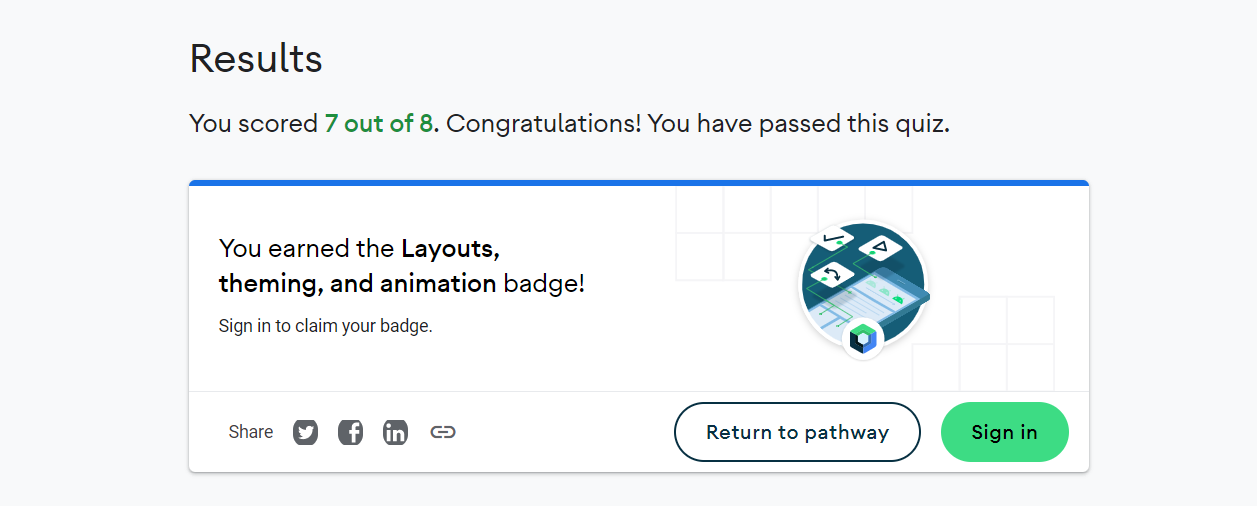 Results
You scored 7 out of 8. Congratulations! You have passed this quiz.
You earned the Layouts,
theming, and animation badge!
Sign in to claim your badge.
Share
Return to pathway
Sign in